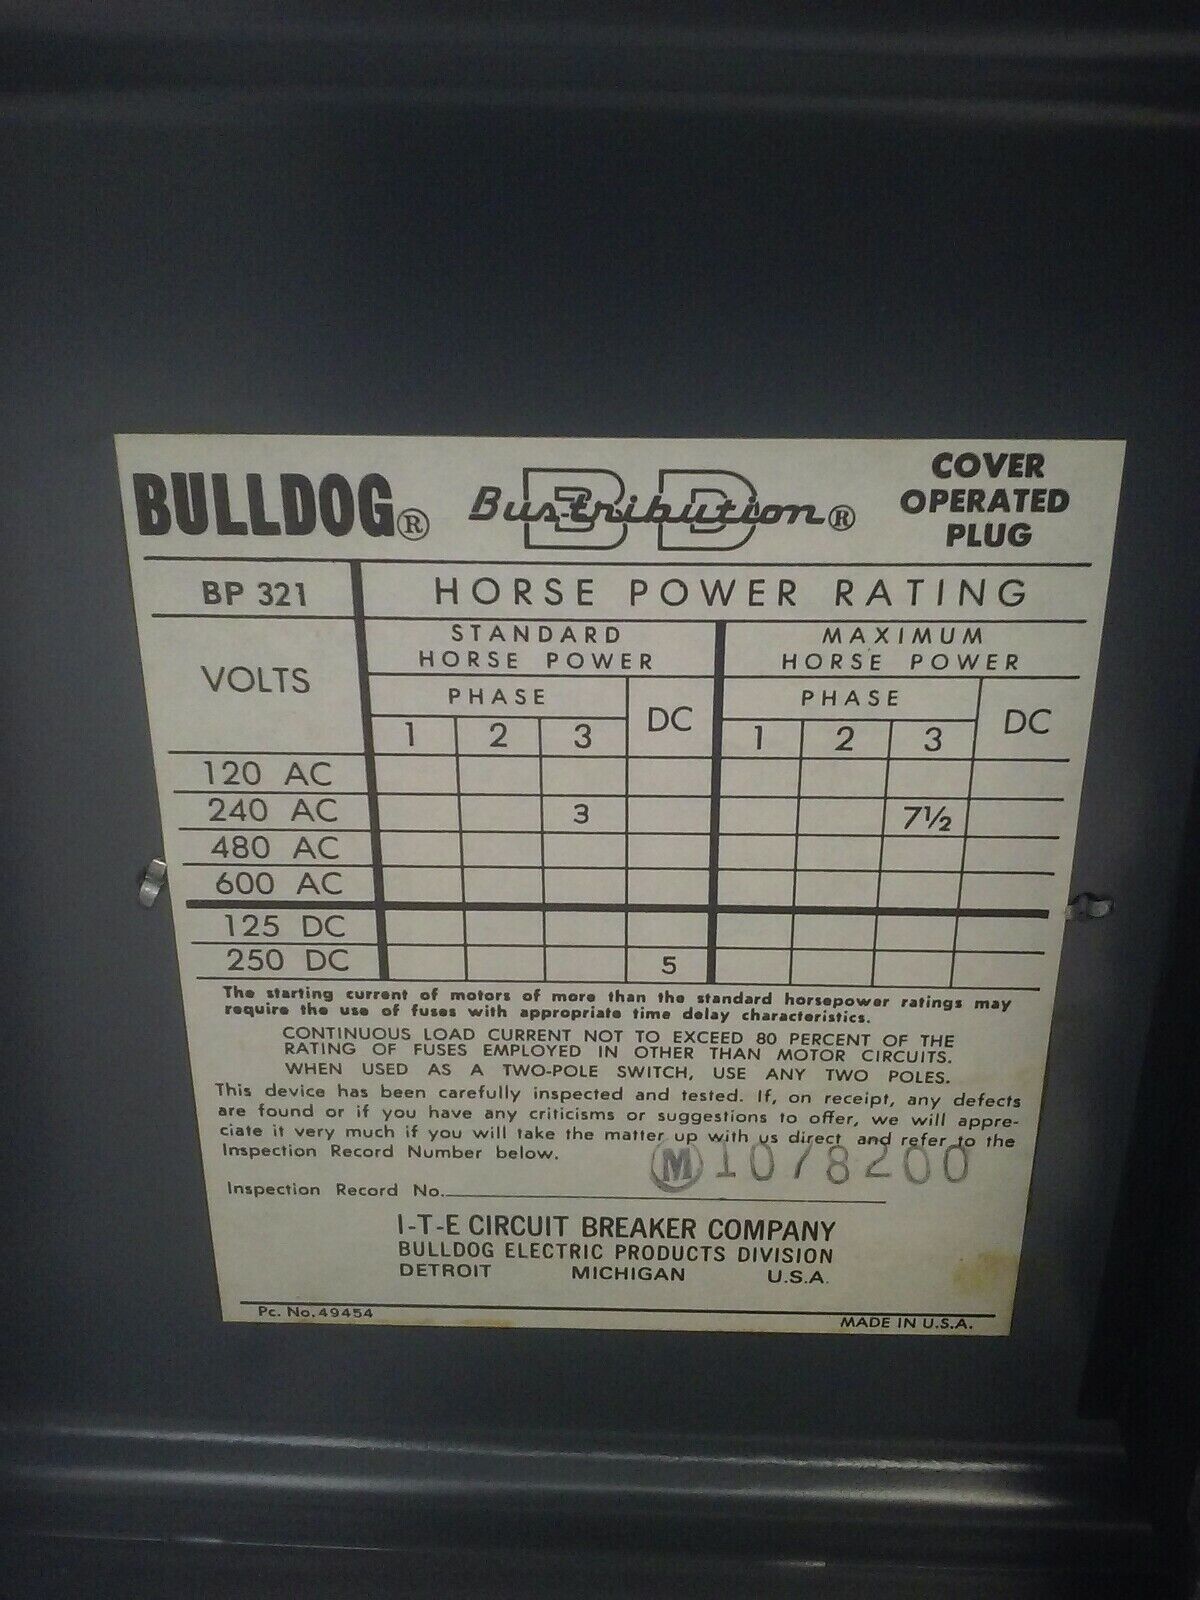 BULLDOG® BD Bustribution® COVER
OPERATED
PLUG
BP 321 HORSE POWER RATING
VOLTS STANDARD HORSE POWER MAXIMUM HORSE POWER
PHASE DC PHASE DC
1 2 3 1 2 3
120 AC
240 AC 3 7½
480 AC
600 AC
125 DC
250 DC 5
The starting current of motors of more than the standard horsepower ratings may
require the use of fuses with appropriate time delay characteristics.
CONTINUOUS LOAD CURRENT NOT TO EXCEED 80 PERCENT OF THE
RATING OF FUSES EMPLOYED IN OTHER THAN MOTOR CIRCUITS.
WHEN USED AS A TWO-POLE SWITCH, USE ANY TWO POLES.
This device has been carefully inspected and tested. If, on receipt, any defects
are found or if you have any criticisms or suggestions to offer, we will appre-
ciate it very much if you will take the matter up with us direct and refer to the
Inspection Record Number below.
M 1078200
Inspection Record No.
I-T-E CIRCUIT BREAKER COMPANY
BULLDOG ELECTRIC PRODUCTS DIVISION
DETROIT MICHIGAN U.S.A.
Pc. No. 49454 MADE IN U.S.A.